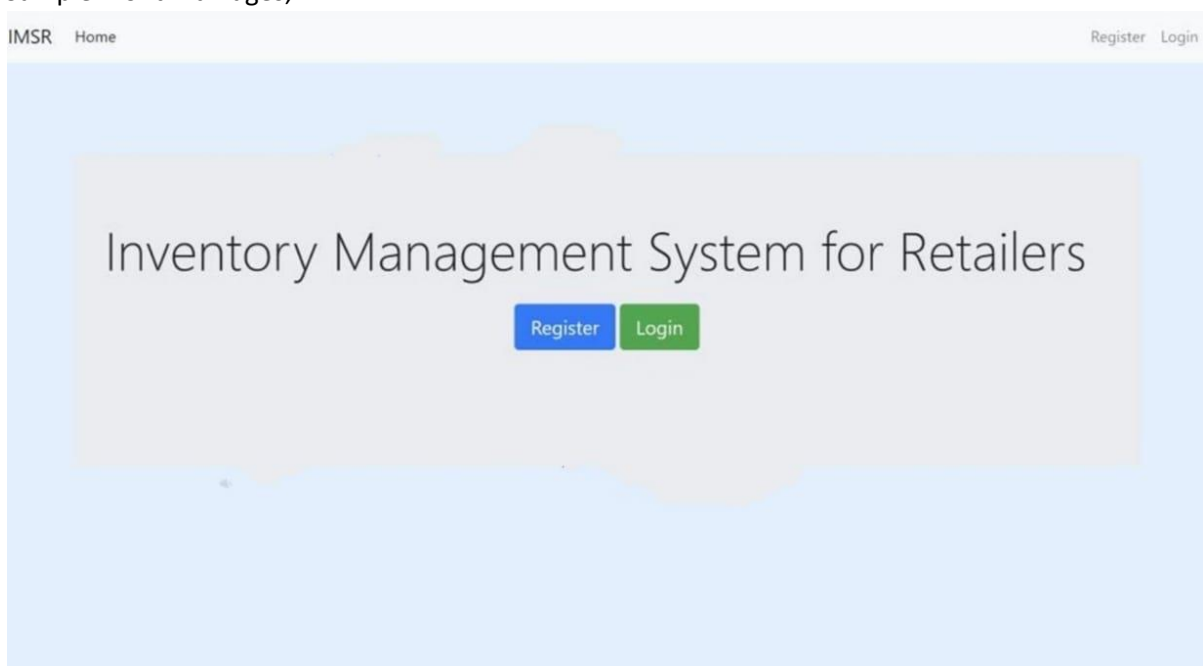 IMSR Home Register Login
Inventory Management System for Retailers
Register Login